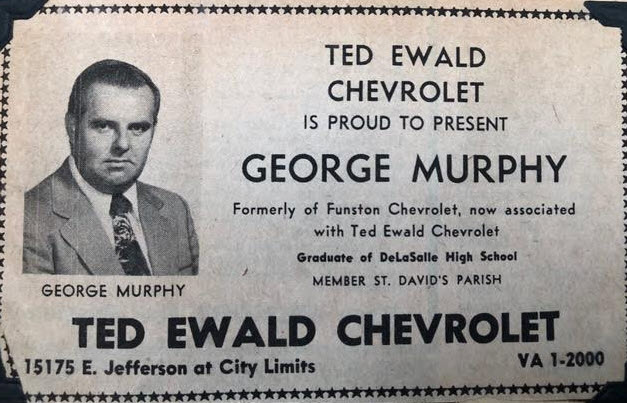 TED EWALD
CHEVROLET
IS PROUD TO PRESENT
GEORGE MURPHY
Formerly of Funston Chevrolet, now associated
with Ted Ewald Chevrolet
Graduate of DeLaSalle High School
MEMBER ST. DAVID'S PARISH
GEORGE MURPHY
TED EWALD CHEVROLET
15175 E. Jefferson at City Limits
VA 1-2000